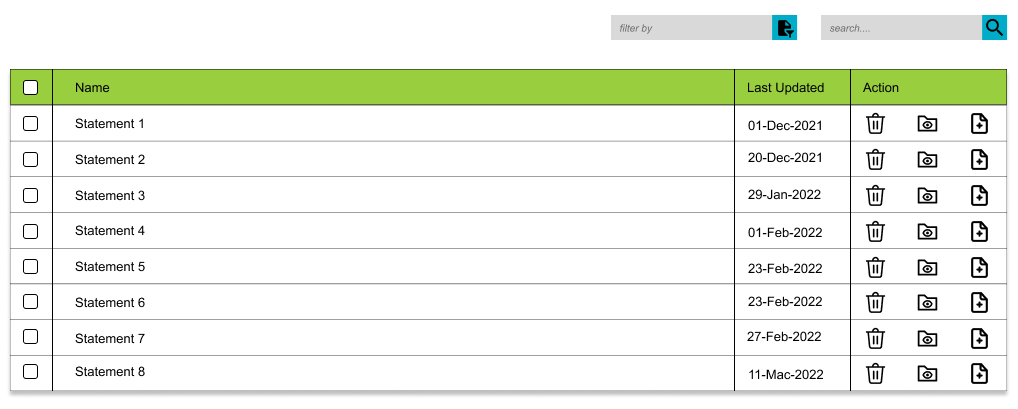 filter by search....
Name Last Updated Action
Statement 1 01-Dec-2021
Statement 2 20-Dec-2021
Statement 3 29-Jan-2022
Statement 4 01-Feb-2022
Statement 5 23-Feb-2022
Statement 6 23-Feb-2022
Statement 7 27-Feb-2022
Statement 8 11-Mac-2022